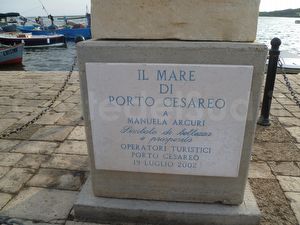 IL MARE
DI
PORTO CESAREO
A
MANUELA ARCURI
Simbolo di bellezza
e prosperità
OPERATORI TURISTICI
PORTO CESAREO
19 LUGLIO 2002